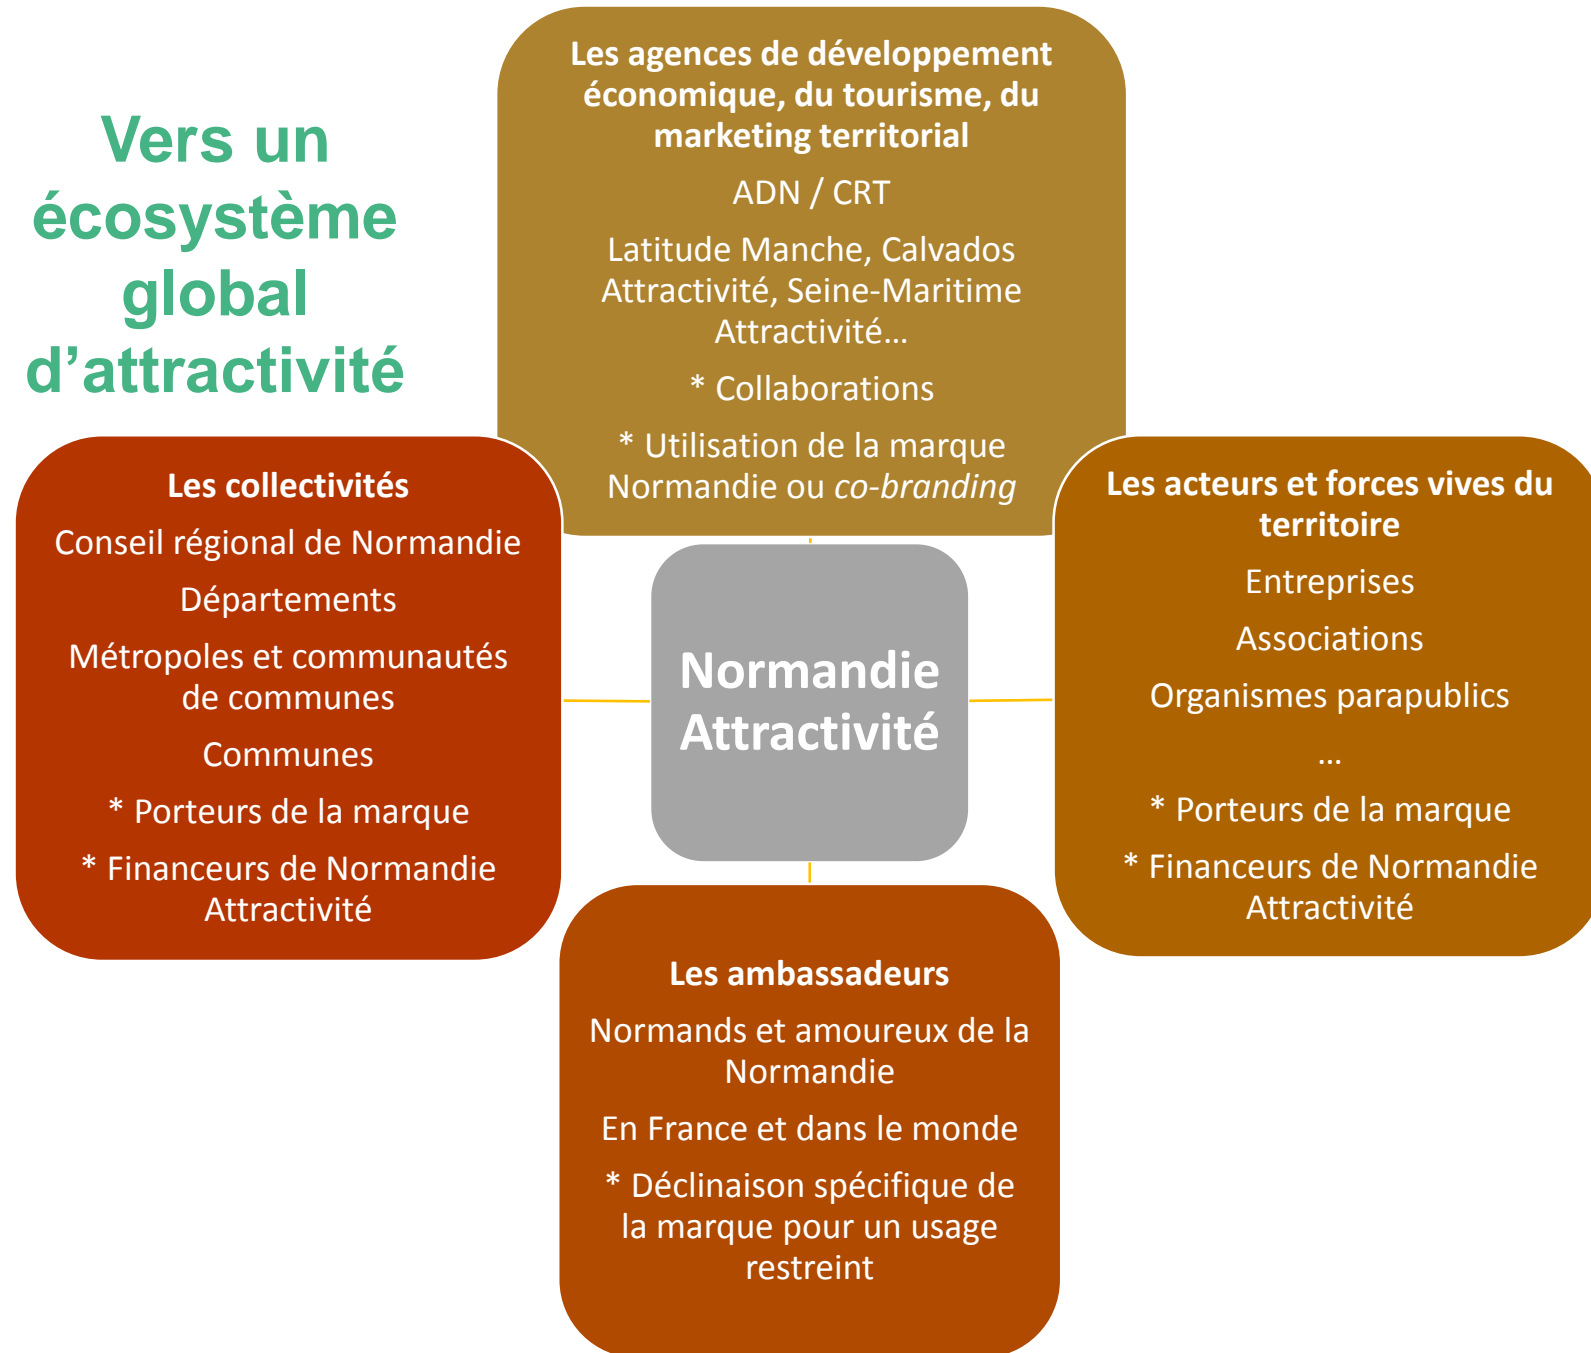 Vers un
écosystème
global
d’attractivité
Les agences de développement
économique, du tourisme, du
marketing territorial
ADN / CRT
Latitude Manche, Calvados
Attractivité, Seine-Maritime
Attractivité…
* Collaborations
* Utilisation de la marque
Normandie ou co-branding
Les collectivités
Conseil régional de Normandie
Départements
Métropoles et communautés
de communes
Communes
* Porteurs de la marque
* Financeurs de Normandie
Attractivité
Normandie
Attractivité
Les acteurs et forces vives du
territoire
Entreprises
Associations
Organismes parapublics
…
* Porteurs de la marque
* Financeurs de Normandie
Attractivité
Les ambassadeurs
Normands et amoureux de la
Normandie
En France et dans le monde
* Déclinaison spécifique de
la marque pour un usage
restreint